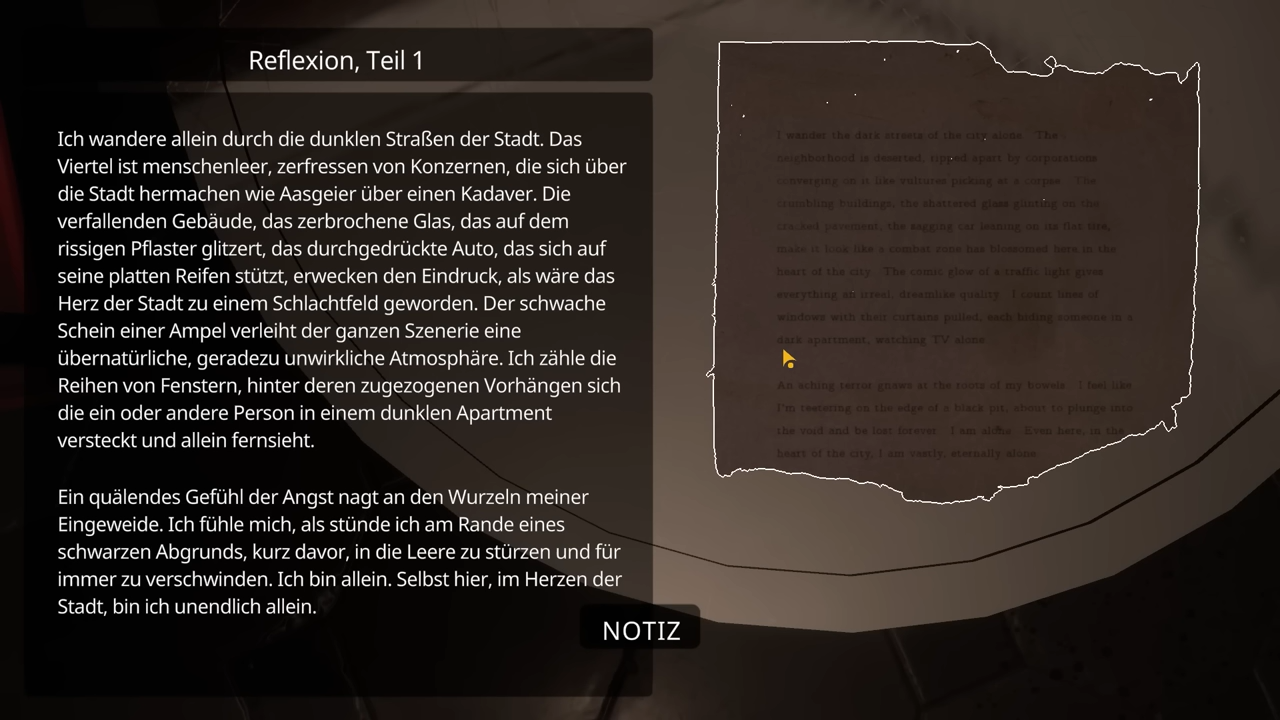 Reflexion, Teil 1
Ich wandere allein durch die dunklen Straßen der Stadt. Das
Viertel ist menschenleer, zerfressen von Konzernen, die sich über
die Stadt hermachen wie Aasgeier über einen Kadaver. Die
verfallenden Gebäude, das zerbrochene Glas, das auf dem
rissigen Pflaster glitzert, das durchgedrückte Auto, das sich auf
seine platten Reifen stützt, erwecken den Eindruck, als wäre das
Herz der Stadt zu einem Schlachtfeld geworden. Der schwache
Schein einer Ampel verleiht der ganzen Szenerie eine
übernatürliche, geradezu unwirkliche Atmosphäre. Ich zähle die
Reihen von Fenstern, hinter deren zugezogenen Vorhängen sich
die ein oder andere Person in einem dunklen Apartment
versteckt und allein fernsieht.
Ein quälendes Gefühl der Angst nagt an den Wurzeln meiner
Eingeweide. Ich fühle mich, als stünde ich am Rande eines
schwarzen Abgrunds, kurz davor, in die Leere zu stürzen und für
immer zu verschwinden. Ich bin allein. Selbst hier, im Herzen der
Stadt, bin ich unendlich allein.
I wander the dark streets of the city alone. The
neighborhood is deserted, ripped apart by corporations
converging on it like vultures picking at a corpse. The
crumbling buildings, the shattered glass glinting on the
cracked pavement, the sagging car leaning on its flat tire,
make it look like a combat zone has blossomed here in the
heart of the city. The comic glow of a traffic light gives
everything an irreel, dreamlike quality. I count lines of
windows with their curtains pulled, each hiding someone in a
dark apartment, watching TV alone.
An aching terror gnaws at the roots of my bowels. I feel like
I'm teetering on the edge of a black pit, about to plunge into
the void and be lost forever. I am alone. Even here, in the
heart of the city, I am vastly, eternally alone.
NOTIZ